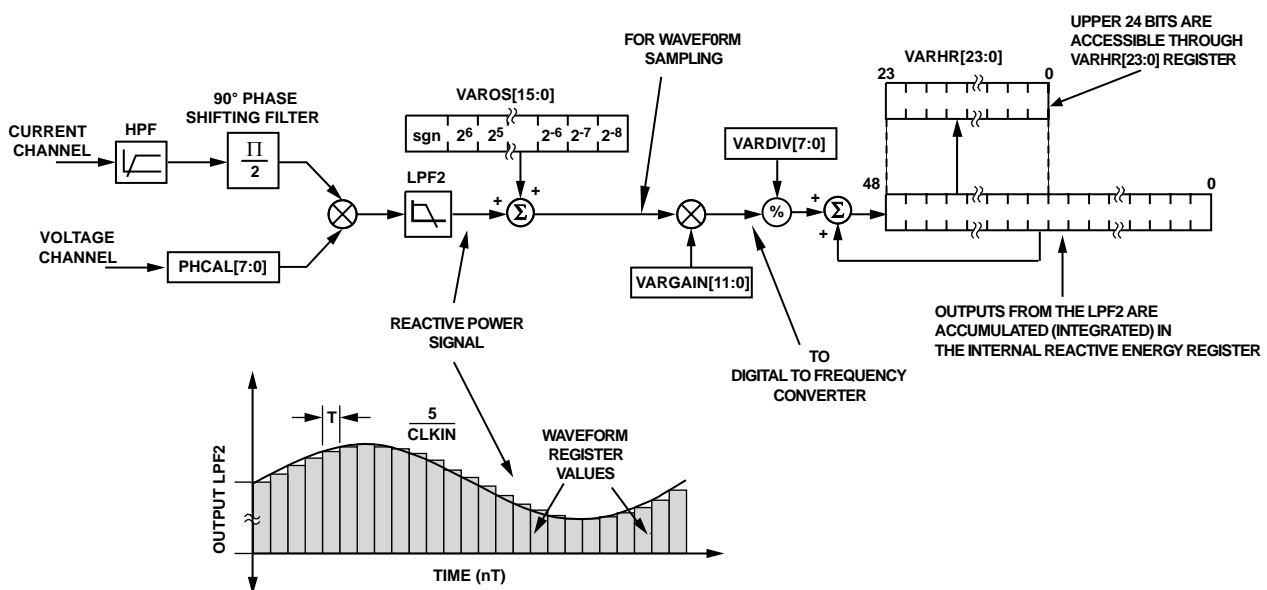 UPPER 24 BITS ARE
ACCESSIBLE THROUGH
VARHR[23:0] REGISTER
FOR WAVEF0RM
SAMPLING
VARHR[23:0]
23
0
90° PHASE
SHIFTING FILTER
VAROS[15:0]
CURRENT
CHANNEL
HPF
Π
2
sgn 2⁶ 2⁵ 2⁻⁶ 2⁻⁷ 2⁻⁸
VARDIV[7:0]
LPF2
+
+
Σ
%
+
+
Σ
48
0
VOLTAGE
CHANNEL
PHCAL[7:0]
VARGAIN[11:0]
REACTIVE POWER
SIGNAL
TO
DIGITAL TO FREQUENCY
CONVERTER
OUTPUTS FROM THE LPF2 ARE
ACCUMULATED (INTEGRATED) IN
THE INTERNAL REACTIVE ENERGY REGISTER
T
5
CLKIN
WAVEFORM
REGISTER
VALUES
OUTPUT LPF2
TIME (nT)